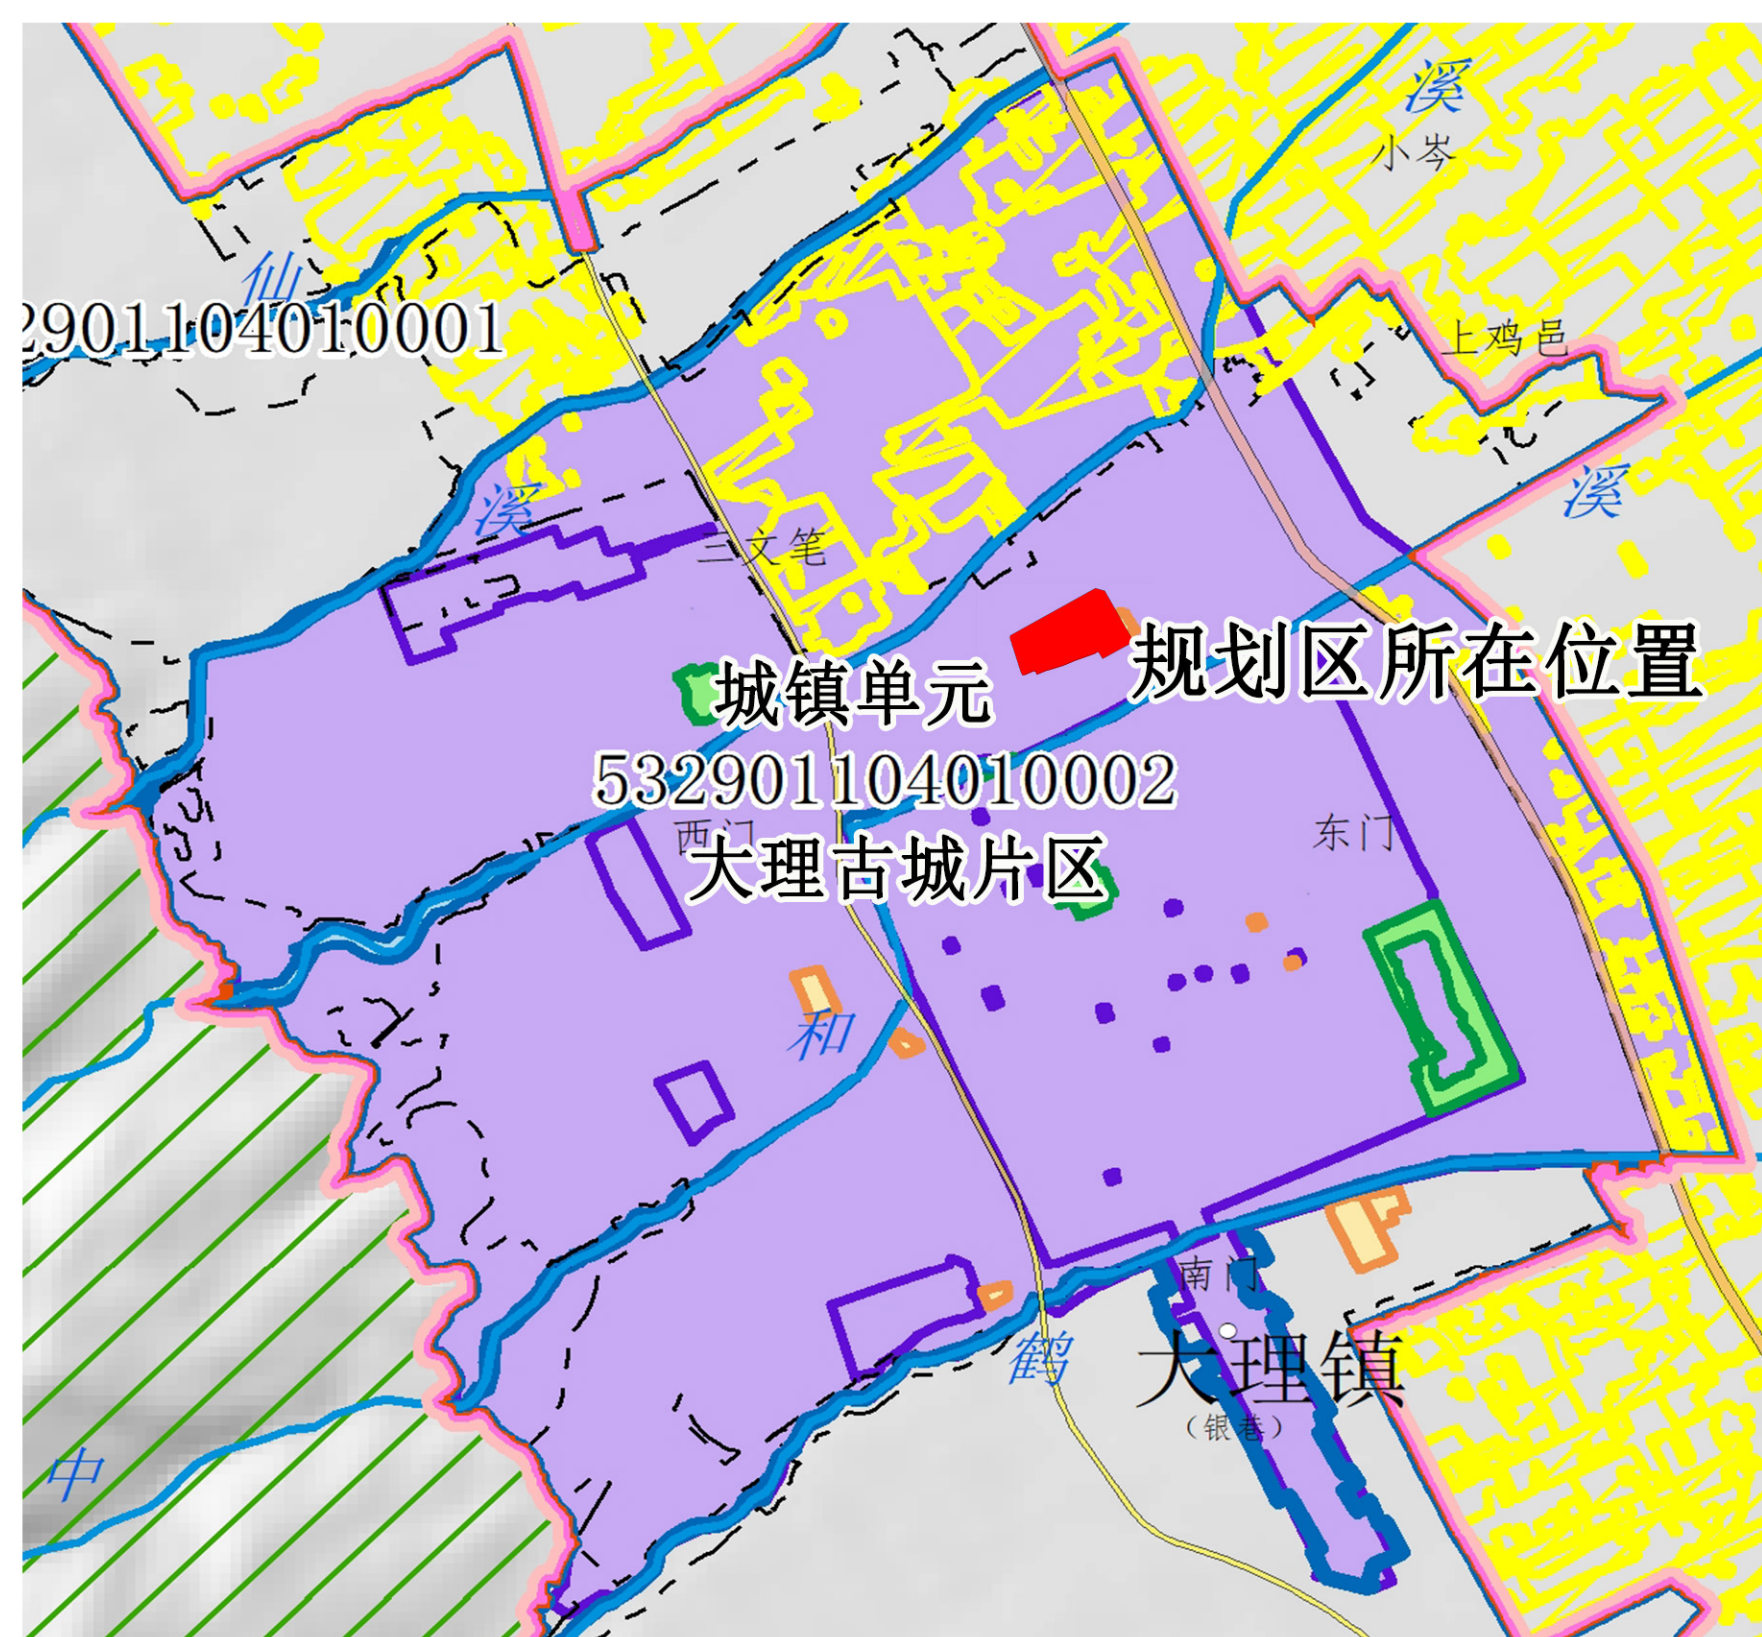 溪
小岑
仙
2901104010001
上鸡邑
溪
溪
三文笔
规划区所在位置
城镇单元
532901104010002
西门
东门
大理古城片区
和
南门
鹤
大理镇
（银巷）
中